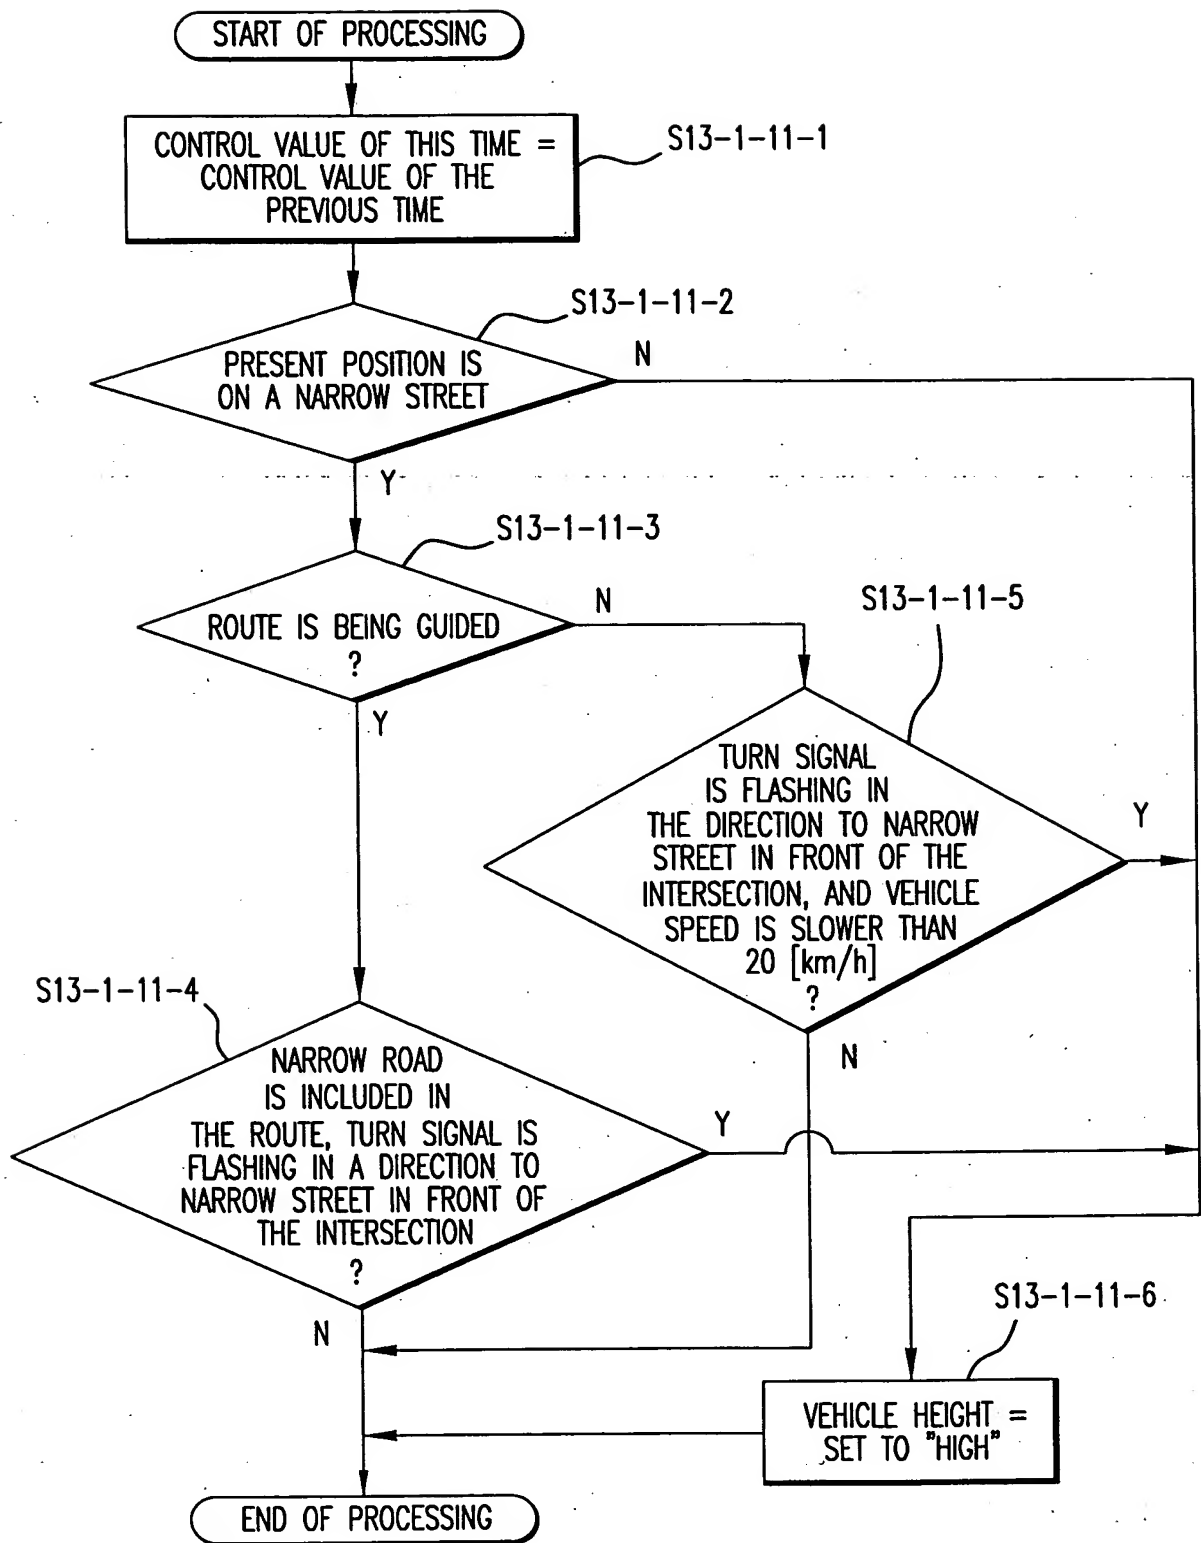 START OF PROCESSING
CONTROL VALUE OF THIS TIME =
CONTROL VALUE OF THE
PREVIOUS TIME
S13-1-11-1
S13-1-11-2
PRESENT POSITION IS
ON A NARROW STREET
N
Y
S13-1-11-3
ROUTE IS BEING GUIDED
?
N
Y
S13-1-11-5
TURN SIGNAL
IS FLASHING IN
THE DIRECTION TO NARROW
STREET IN FRONT OF THE
INTERSECTION, AND VEHICLE
SPEED IS SLOWER THAN
20 [km/h]
?
Y
N
S13-1-11-4
NARROW ROAD
IS INCLUDED IN
THE ROUTE, TURN SIGNAL IS
FLASHING IN A DIRECTION TO
NARROW STREET IN FRONT OF
THE INTERSECTION
?
Y
N
S13-1-11-6
VEHICLE HEIGHT =
SET TO "HIGH"
END OF PROCESSING